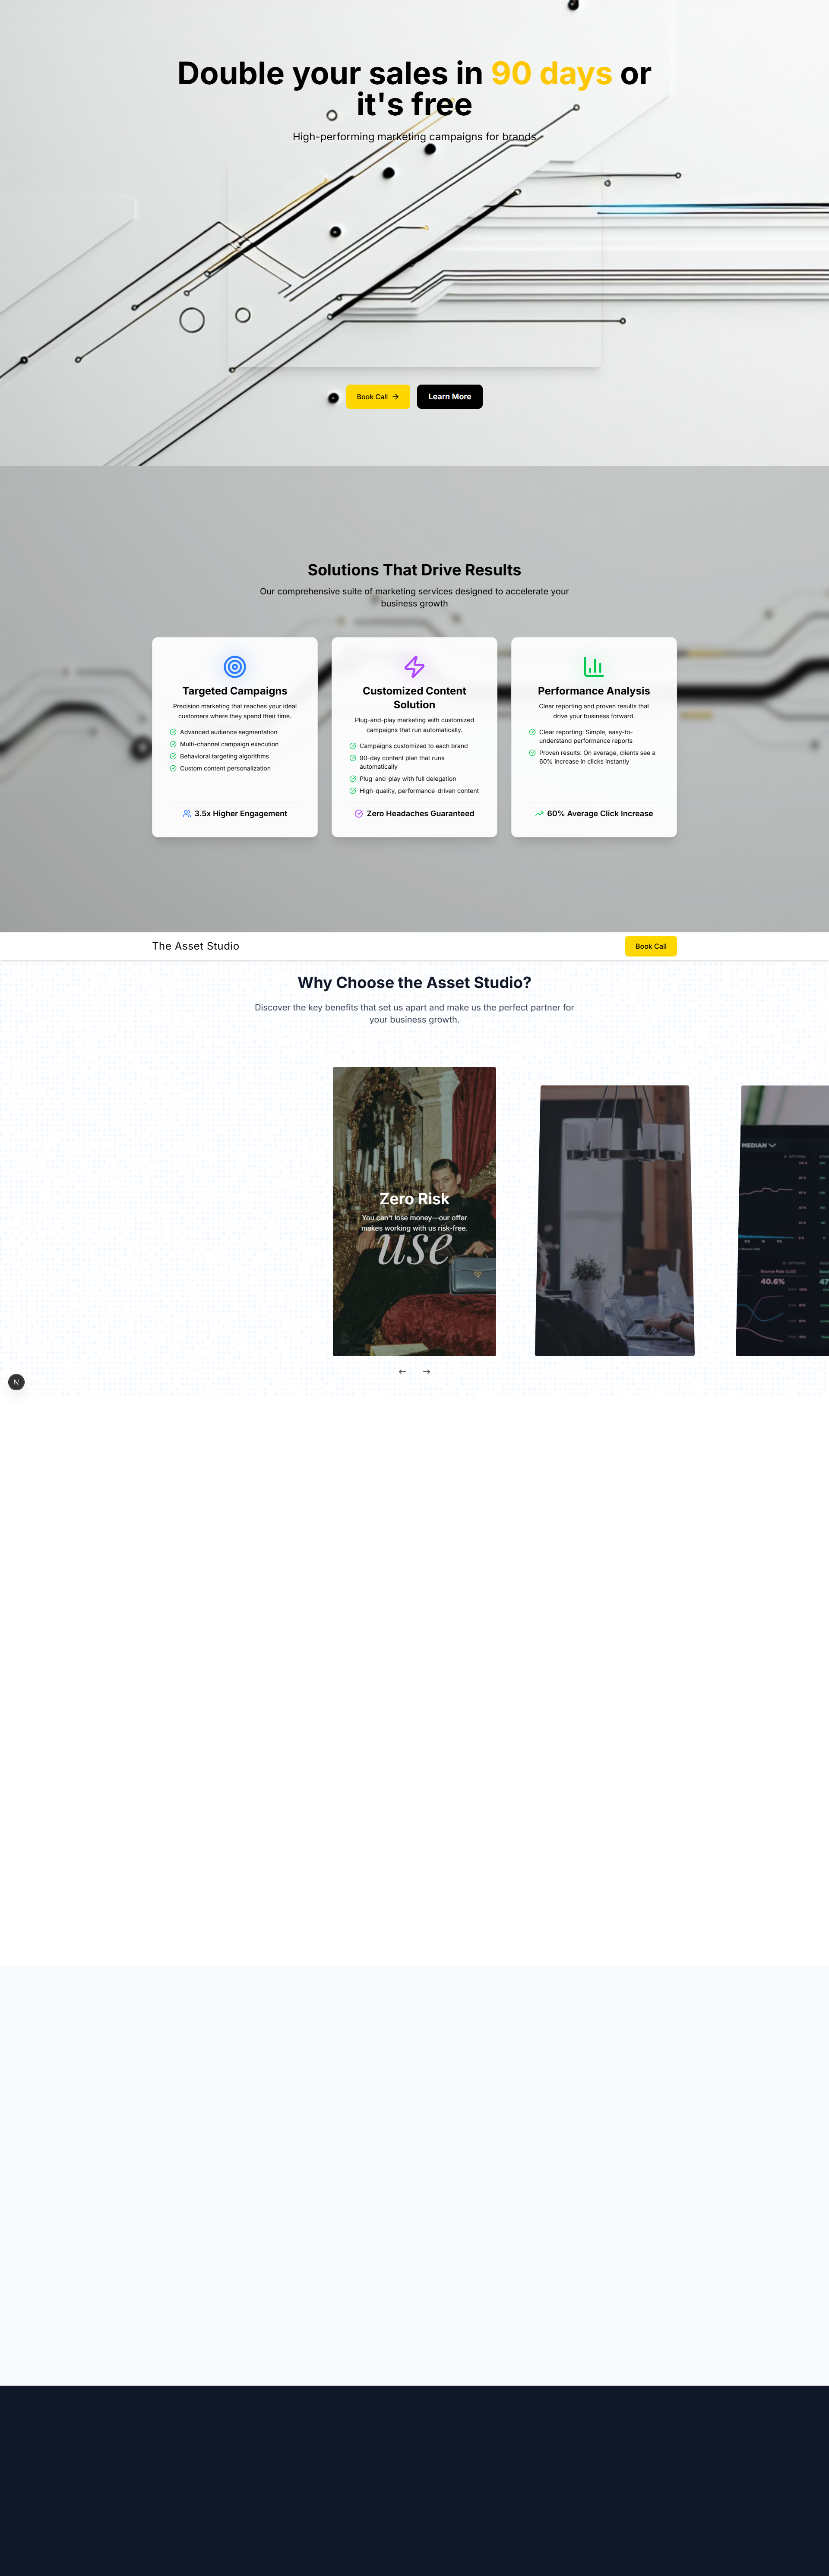 Double your sales in 90 days or
it's free
High-performing marketing campaigns for brands
Book Call
Learn More
Solutions That Drive Results
Our comprehensive suite of marketing services designed to accelerate your
business growth
Targeted Campaigns
Precision marketing that reaches your ideal
customers where they spend their time.
Advanced audience segmentation
Multi-channel campaign execution
Behavioral targeting algorithms
Custom content personalization
3.5x Higher Engagement
Customized Content
Solution
Plug-and-play marketing with customized
campaigns that run automatically.
Campaigns customized to each brand
90-day content plan that runs
automatically
Plug-and-play with full delegation
High-quality, performance-driven content
Zero Headaches Guaranteed
Performance Analysis
Clear reporting and proven results that
drive your business forward.
Clear reporting: Simple, easy-to-
understand performance reports
Proven results: On average, clients see a
60% increase in clicks instantly
60% Average Click Increase
The Asset Studio
Book Call
Why Choose the Asset Studio?
Discover the key benefits that set us apart and make us the perfect partner for
your business growth.
Zero Risk
You can't lose money—our offer
makes working with us risk-free.
use
MEDIAN
OPTIONS
OPTIONS
Bounce Rate (LUX)
40.6%
47
N